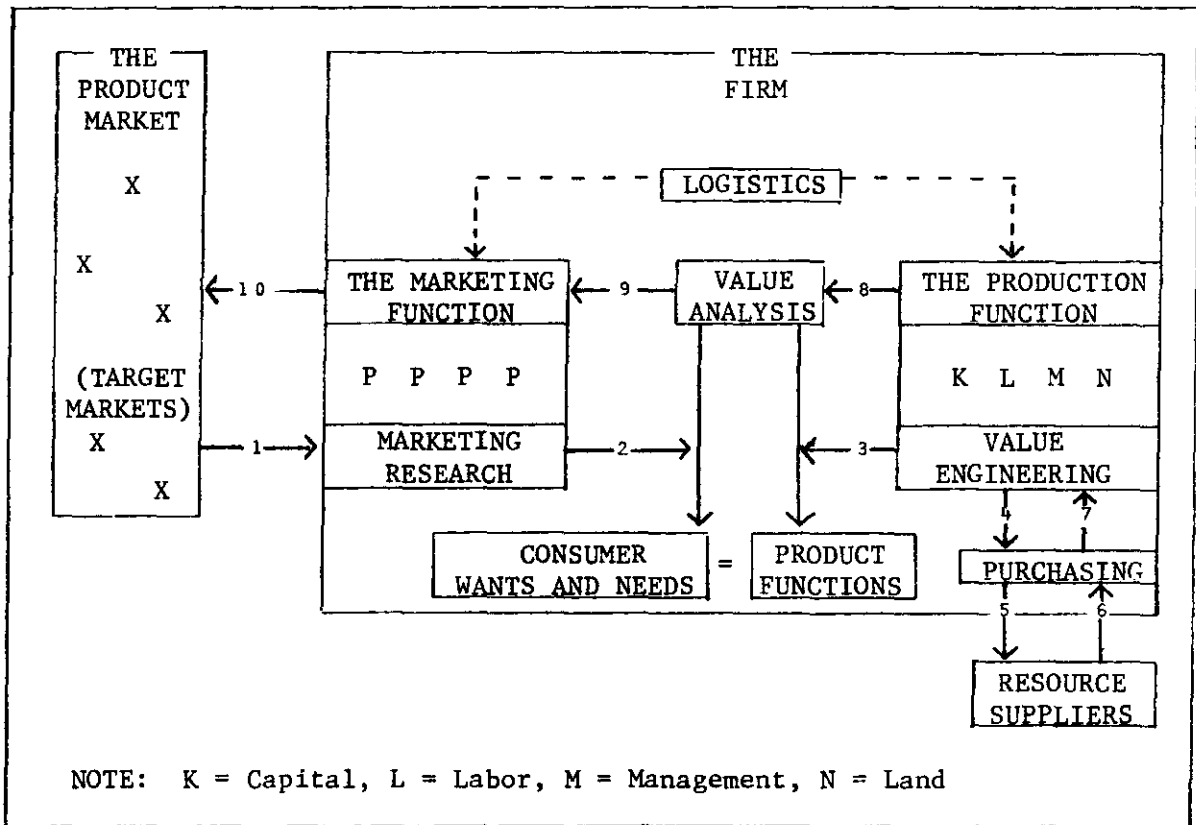 THE
PRODUCT
MARKET
X
X
X
(TARGET
MARKETS)
X
X
THE
FIRM
LOGISTICS
THE MARKETING
FUNCTION
P P P P
MARKETING
RESEARCH
VALUE
ANALYSIS
THE PRODUCTION
FUNCTION
K L M N
VALUE
ENGINEERING
10
9
8
1
2
3
4
7
CONSUMER
WANTS AND NEEDS
=
PRODUCT
FUNCTIONS
PURCHASING
5
6
RESOURCE
SUPPLIERS
NOTE: K = Capital, L = Labor, M = Management, N = Land